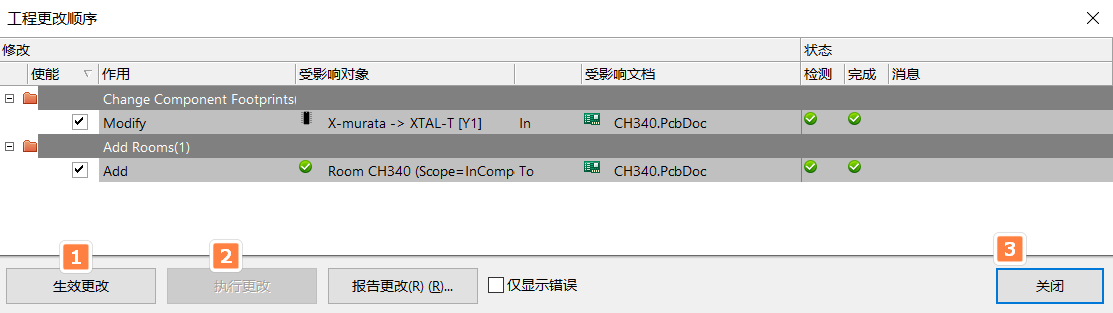 工程更改顺序
修改 状态
使能 作用 受影响对象 受影响文档 检测 完成 消息
Change Component Footprints(
Modify X-murata -> XTAL-T [Y1] In CH340.PcbDoc
Add Rooms(1)
Add Room CH340 (Scope=InCompo To CH340.PcbDoc
1 2 3
生效更改 执行更改 报告更改(R) (R)... 仅显示错误 关闭